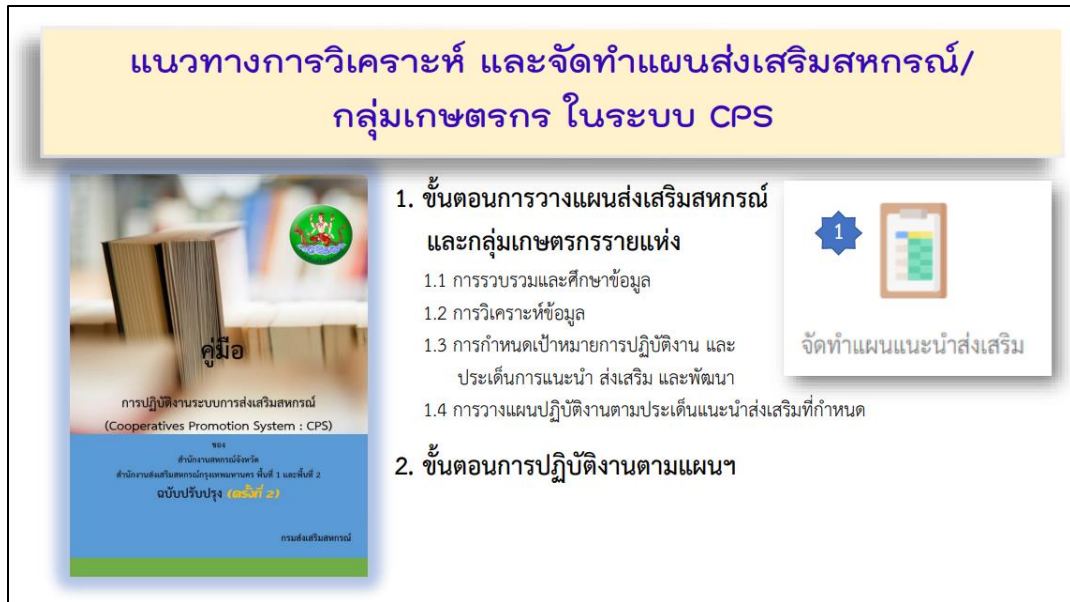 แนวทางการวิเคราะห์ และจัดทำแผนส่งเสริมสหกรณ์/
กลุ่มเกษตรกร ในระบบ CPS
คู่มือ
การปฏิบัติงานระบบการส่งเสริมสหกรณ์
(Cooperatives Promotion System : CPS)
ของ
สำนักงานสหกรณ์จังหวัด
สำนักงานส่งเสริมสหกรณ์กรุงเทพมหานคร พื้นที่ 1 และพื้นที่ 2
ฉบับปรับปรุง (ครั้งที่ 2)
กรมส่งเสริมสหกรณ์
1. ขั้นตอนการวางแผนส่งเสริมสหกรณ์
และกลุ่มเกษตรกรรายแห่ง
1.1 การรวบรวมและศึกษาข้อมูล
1.2 การวิเคราะห์ข้อมูล
1.3 การกำหนดเป้าหมายการปฏิบัติงาน และ
ประเด็นการแนะนำ ส่งเสริม และพัฒนา
1.4 การวางแผนปฏิบัติงานตามประเด็นแนะนำส่งเสริมที่กำหนด
2. ขั้นตอนการปฏิบัติงานตามแผนฯ
1
จัดทำแผนแนะนำส่งเสริม